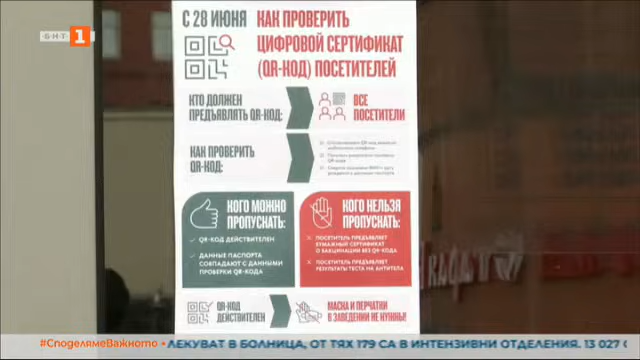 БНТ 1
С 28 ИЮНЯ
КАК ПРОВЕРИТЬ
ЦИФРОВОЙ СЕРТИФИКАТ
(QR-КОД) ПОСЕТИТЕЛЕЙ
КТО ДОЛЖЕН
ПРЕДЪЯВЛЯТЬ QR-КОД:
ВСЕ
ПОСЕТИТЕЛИ
КАК ПРОВЕРИТЬ
QR-КОД:
КОГО МОЖНО
ПРОПУСКАТЬ:
QR-КОД ДЕЙСТВИТЕЛЕН
ДАННЫЕ ПАСПОРТА
СОВПАДАЮТ С ДАННЫМИ
ПРОВЕРКИ QR-КОДА
КОГО НЕЛЬЗЯ
ПРОПУСКАТЬ:
ПОСЕТИТЕЛЬ ПРЕДЪЯВЛЯЕТ
БУМАЖНЫЙ СЕРТИФИКАТ
О ВАКЦИНАЦИИ БЕЗ QR-КОДА
ПОСЕТИТЕЛЬ ПРЕДЪЯВЛЯЕТ
РЕЗУЛЬТАТЫ ТЕСТА НА АНТИТЕЛА
QR-КОД
ДЕЙСТВИТЕЛЕН
МАСКА И ПЕРЧАТКИ
В ЗАВЕДЕНИИ НЕ НУЖНЫ!
#СподелямеВажното • ЛЕКУВАТ В БОЛНИЦА, ОТ ТЯХ 179 СА В ИНТЕНЗИВНИ ОТДЕЛЕНИЯ. 13 027